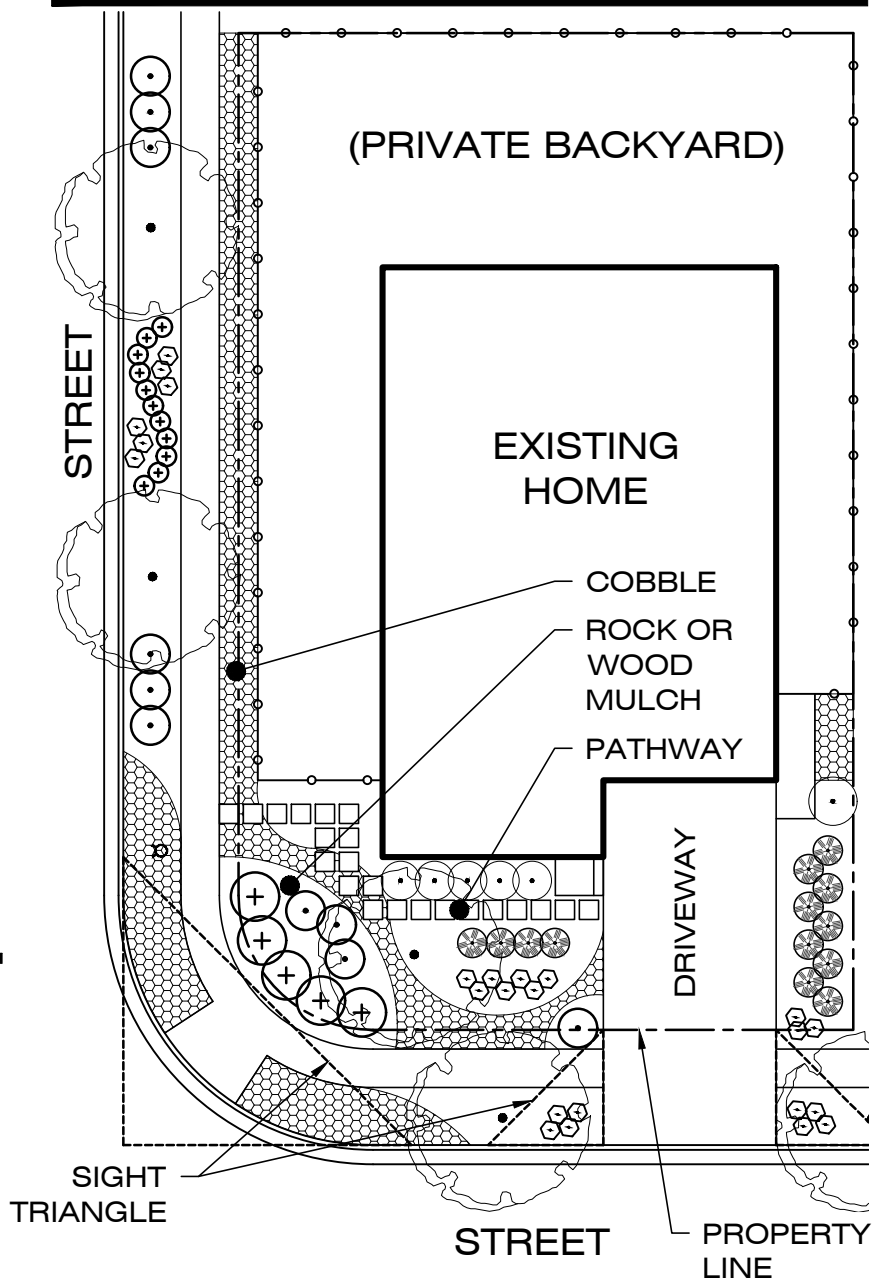 (PRIVATE BACKYARD)
STREET
EXISTING
HOME
COBBLE
ROCK OR
WOOD
MULCH
PATHWAY
DRIVEWAY
SIGHT
TRIANGLE
STREET
PROPERTY
LINE